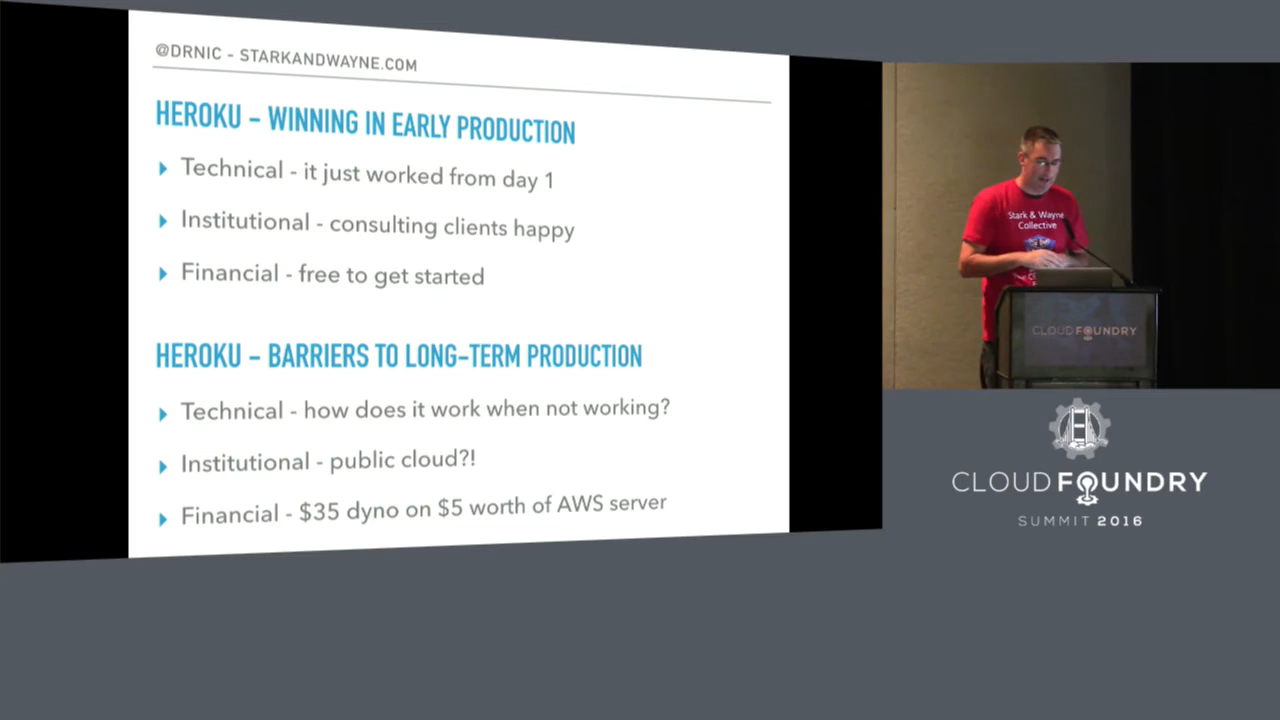 @DRNIC - STARKANDWAYNE.COM
HEROKU - WINNING IN EARLY PRODUCTION
Technical - it just worked from day 1
Institutional - consulting clients happy
Financial - free to get started
HEROKU - BARRIERS TO LONG-TERM PRODUCTION
Technical - how does it work when not working?
Institutional - public cloud?!
Financial - $35 dyno on $5 worth of AWS server
Stark & Wayne
Collective
CLOUDFOUNDRY
CLOUD FOUNDRY
SUMMIT 2016